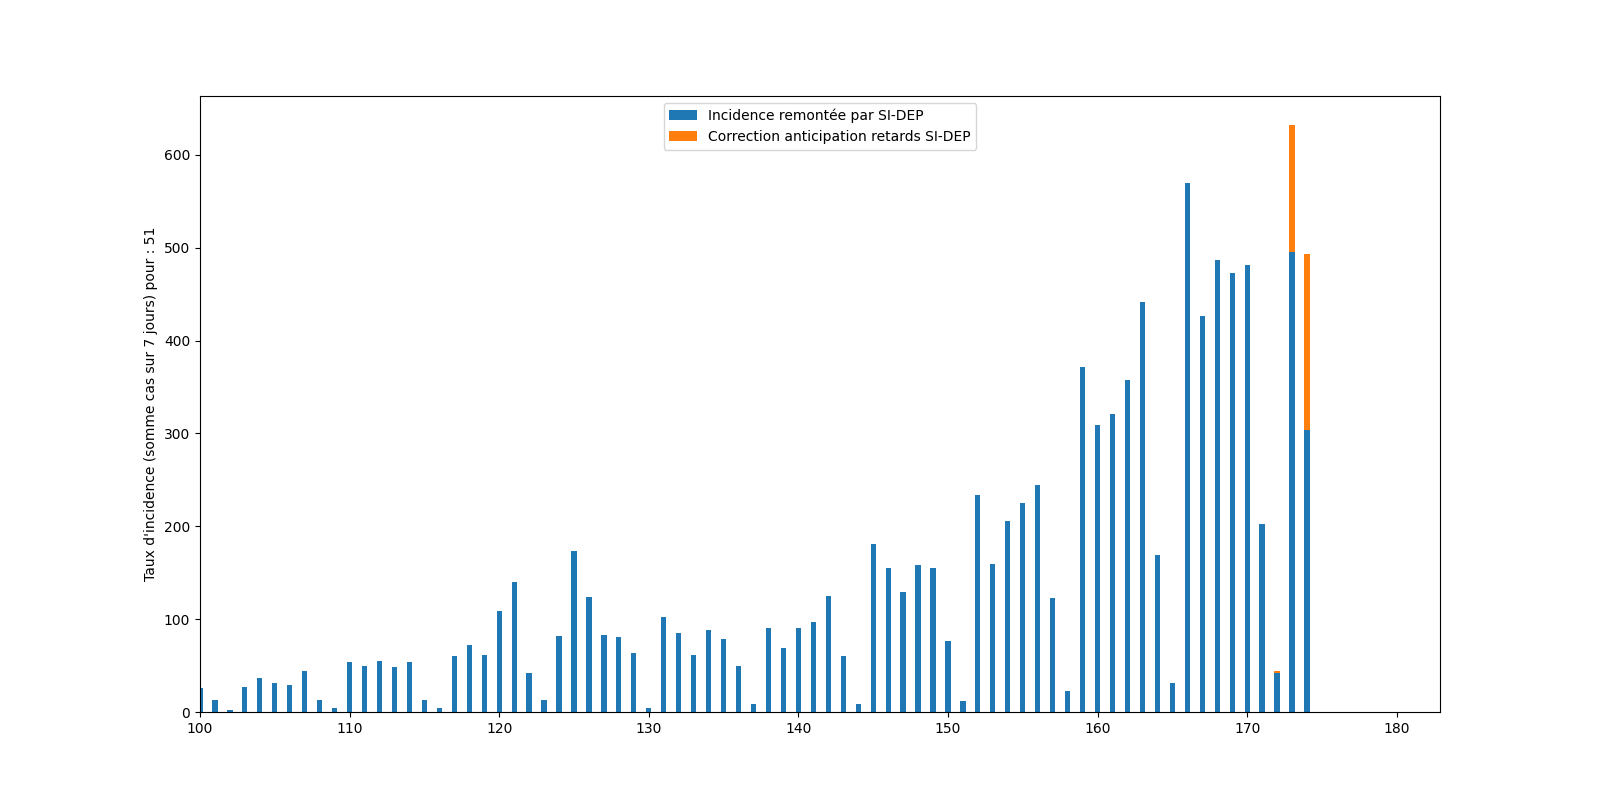 Incidence remontée par SI-DEP
Correction anticipation retards SI-DEP
Taux d'incidence (somme cas sur 7 jours) pour : 51
600
500
400
300
200
100
0
100 110 120 130 140 150 160 170 180